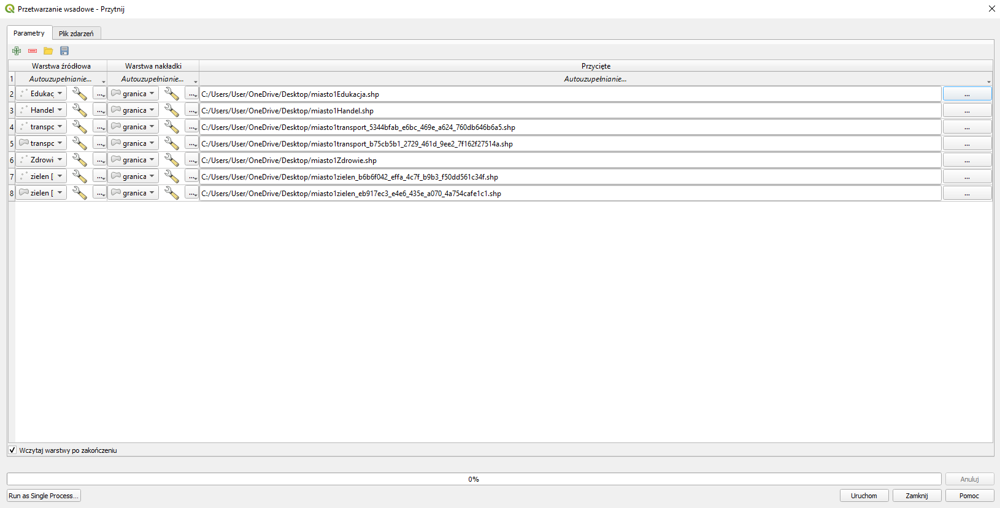 Przetwarzanie wsadowe - Przytnij
Parametry Plik zdarzeń
Warstwa źródłowa Warstwa nakładki Przycięte
1 Autouzupełnianie... Autouzupełnianie... Autouzupełnianie...
2 Edukac ... granica ... C:/Users/User/OneDrive/Desktop/miasto1Edukacja.shp ...
3 Handel ... granica ... C:/Users/User/OneDrive/Desktop/miasto1Handel.shp ...
4 transpc ... granica ... C:/Users/User/OneDrive/Desktop/miasto1transport_5344bfab_e6bc_469e_a624_760db646b6a5.shp ...
5 transpc ... granica ... C:/Users/User/OneDrive/Desktop/miasto1transport_b75cb5b1_2729_461d_9ee2_7f162f27514a.shp ...
6 Zdrowi ... granica ... C:/Users/User/OneDrive/Desktop/miasto1Zdrowie.shp ...
7 zielen [ ... granica ... C:/Users/User/OneDrive/Desktop/miasto1zielen_b6b6f042_effa_4c7f_b9b3_f50dd561c34f.shp ...
8 zielen [ ... granica ... C:/Users/User/OneDrive/Desktop/miasto1zielen_eb917ec3_e4e6_435e_a070_4a754cafe1c1.shp ...
Wczytaj warstwy po zakończeniu
0% Anuluj
Run as Single Process... Uruchom Zamknij Pomoc